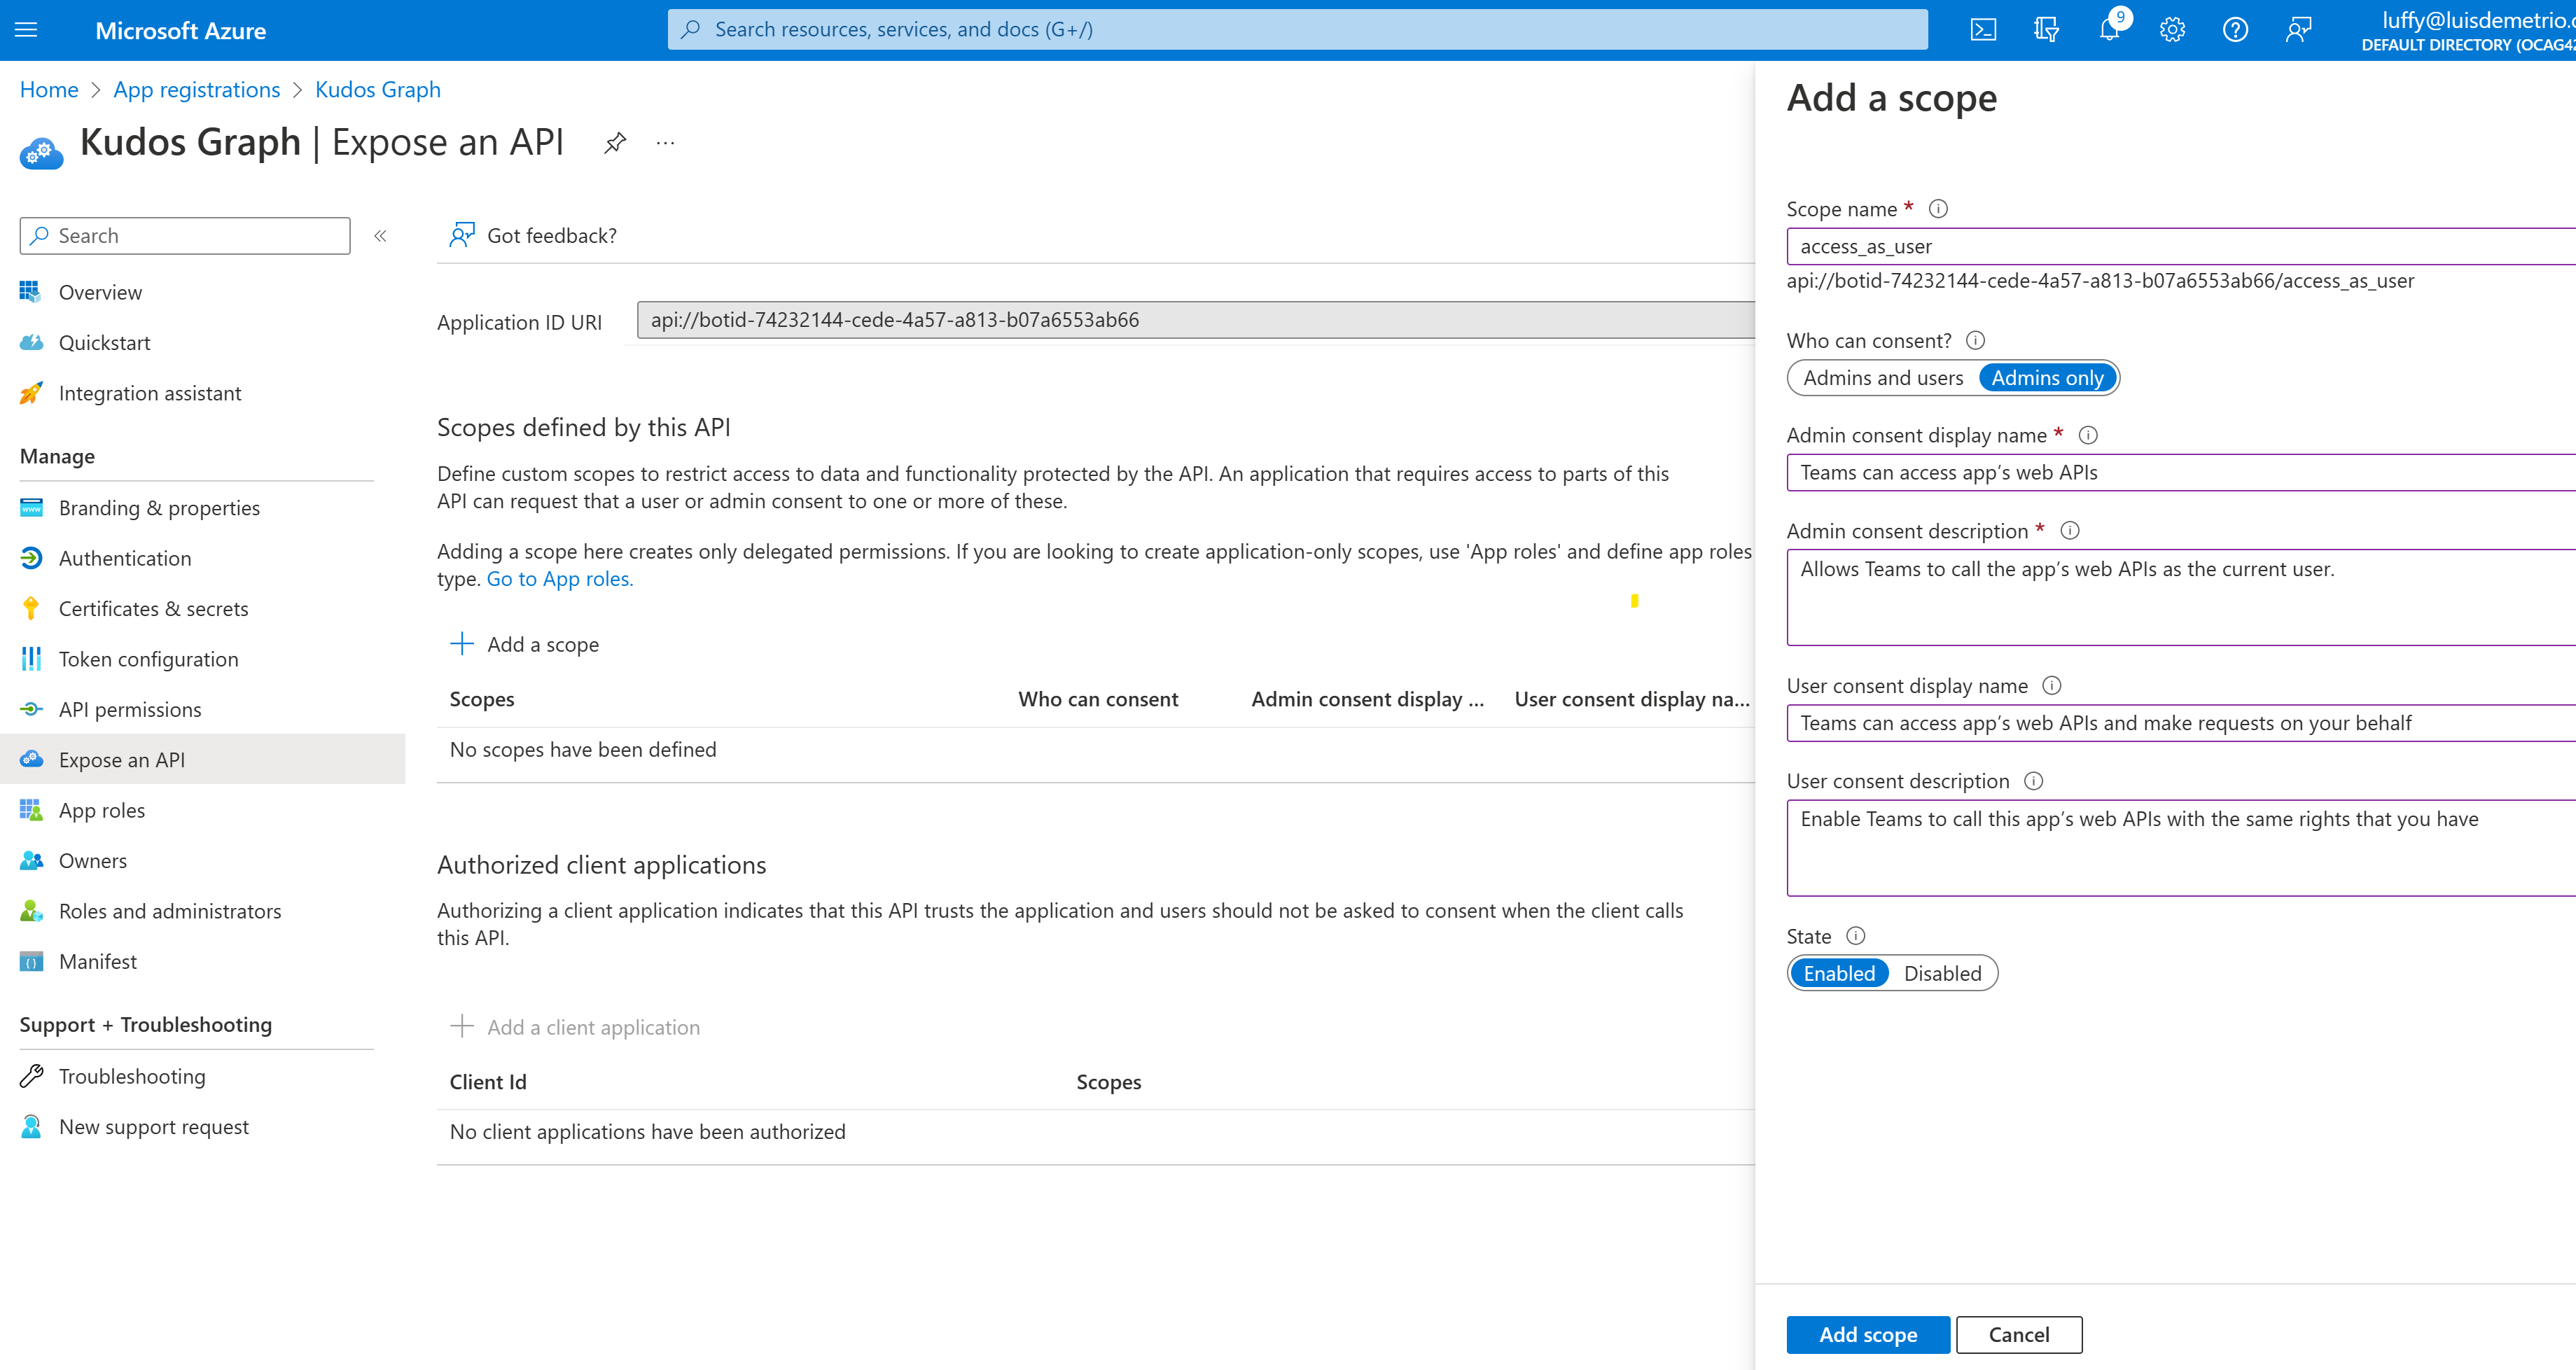 Microsoft Azure
Search resources, services, and docs (G+/)
9
luffy@luisdemetrio.
DEFAULT DIRECTORY (OCAG42
Home > App registrations > Kudos Graph
Kudos Graph | Expose an API
...
Search
«
Overview
Quickstart
Integration assistant
Manage
Branding & properties
Authentication
Certificates & secrets
Token configuration
API permissions
Expose an API
App roles
Owners
Roles and administrators
Manifest
Support + Troubleshooting
Troubleshooting
New support request
Got feedback?
Application ID URI
api://botid-74232144-cede-4a57-a813-b07a6553ab66
Scopes defined by this API
Define custom scopes to restrict access to data and functionality protected by the API. An application that requires access to parts of this
API can request that a user or admin consent to one or more of these.
Adding a scope here creates only delegated permissions. If you are looking to create application-only scopes, use 'App roles' and define app roles
type. Go to App roles.
Add a scope
Scopes Who can consent Admin consent display ... User consent display na...
No scopes have been defined
Authorized client applications
Authorizing a client application indicates that this API trusts the application and users should not be asked to consent when the client calls
this API.
Add a client application
Client Id Scopes
No client applications have been authorized
Add a scope
Scope name *
access_as_user
api://botid-74232144-cede-4a57-a813-b07a6553ab66/access_as_user
Who can consent?
Admins and users Admins only
Admin consent display name *
Teams can access app’s web APIs
Admin consent description *
Allows Teams to call the app’s web APIs as the current user.
User consent display name
Teams can access app’s web APIs and make requests on your behalf
User consent description
Enable Teams to call this app’s web APIs with the same rights that you have
State
Enabled Disabled
Add scope Cancel